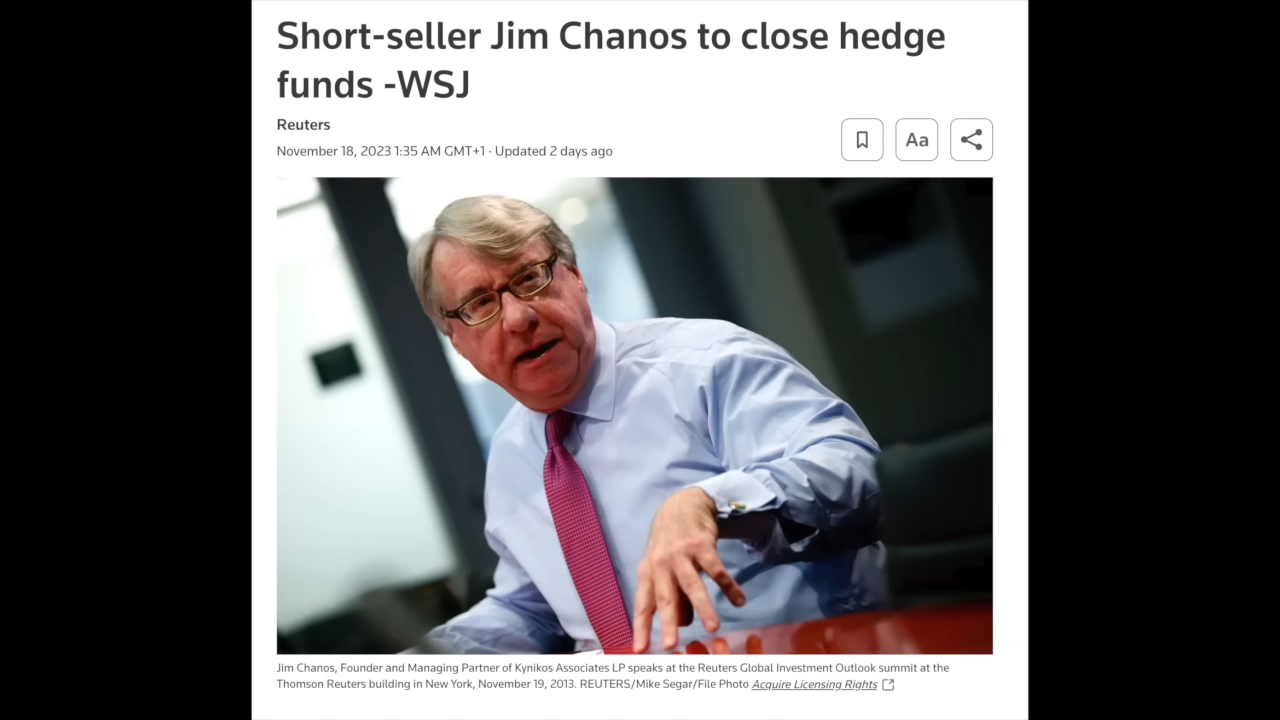 Short-seller Jim Chanos to close hedge
funds -WSJ
Reuters
November 18, 2023 1:35 AM GMT+1 · Updated 2 days ago
Aa
Jim Chanos, Founder and Managing Partner of Kynikos Associates LP speaks at the Reuters Global Investment Outlook summit at the
Thomson Reuters building in New York, November 19, 2013. REUTERS/Mike Segar/File Photo Acquire Licensing Rights